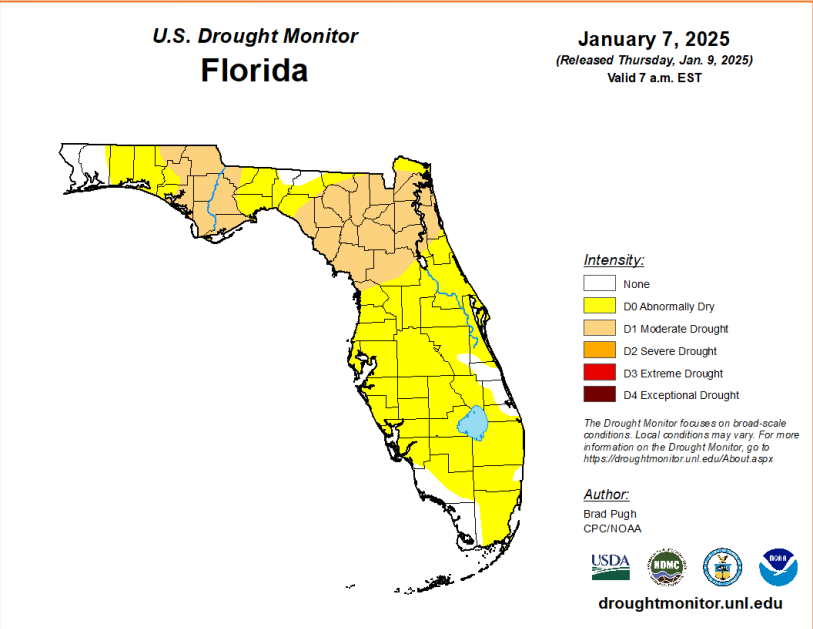 U.S. Drought Monitor
Florida
January 7, 2025
(Released Thursday, Jan. 9, 2025)
Valid 7 a.m. EST
Intensity:
None
D0 Abnormally Dry
D1 Moderate Drought
D2 Severe Drought
D3 Extreme Drought
D4 Exceptional Drought
The Drought Monitor focuses on broad-scale
conditions. Local conditions may vary. For more
information on the Drought Monitor, go to
https://droughtmonitor.unl.edu/About.aspx
Author:
Brad Pugh
CPC/NOAA
USDA
NDMC
NOAA
droughtmonitor.unl.edu